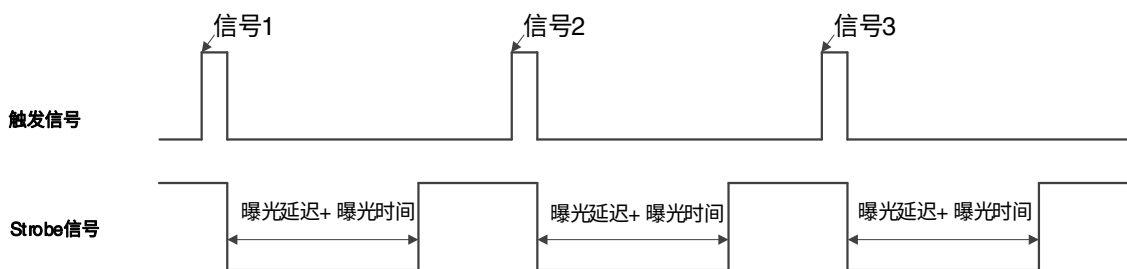 信号1
信号2
信号3
触发信号
曝光延迟+ 曝光时间
曝光延迟+ 曝光时间
曝光延迟+ 曝光时间
Strobe信号